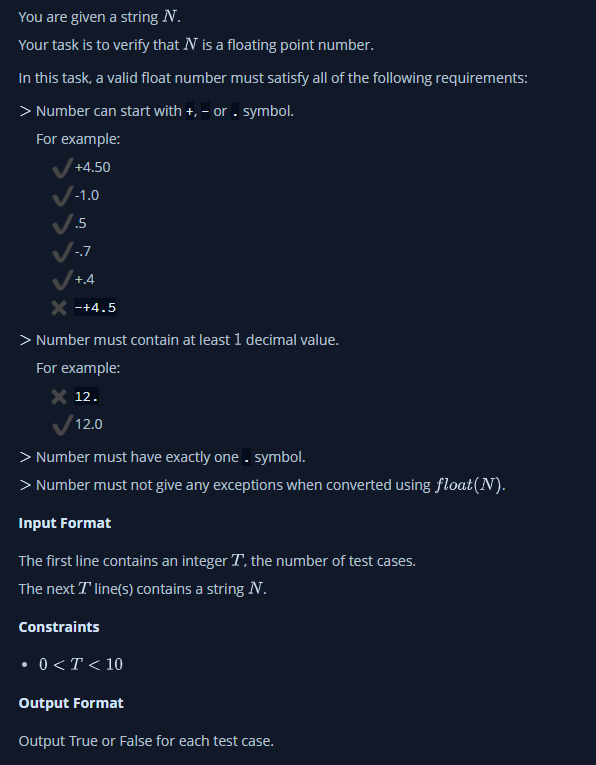 You are given a string N.
Your task is to verify that N is a floating point number.
In this task, a valid float number must satisfy all of the following requirements:
> Number can start with +, - or . symbol.
For example:
✔+4.50
✔-1.0
✔.5
✔-.7
✔+.4
✖ -+4.5
> Number must contain at least 1 decimal value.
For example:
✖ 12.
✔12.0
> Number must have exactly one . symbol.
> Number must not give any exceptions when converted using float(N).
Input Format
The first line contains an integer T, the number of test cases.
The next T line(s) contains a string N.
Constraints
• 0 < T < 10
Output Format
Output True or False for each test case.